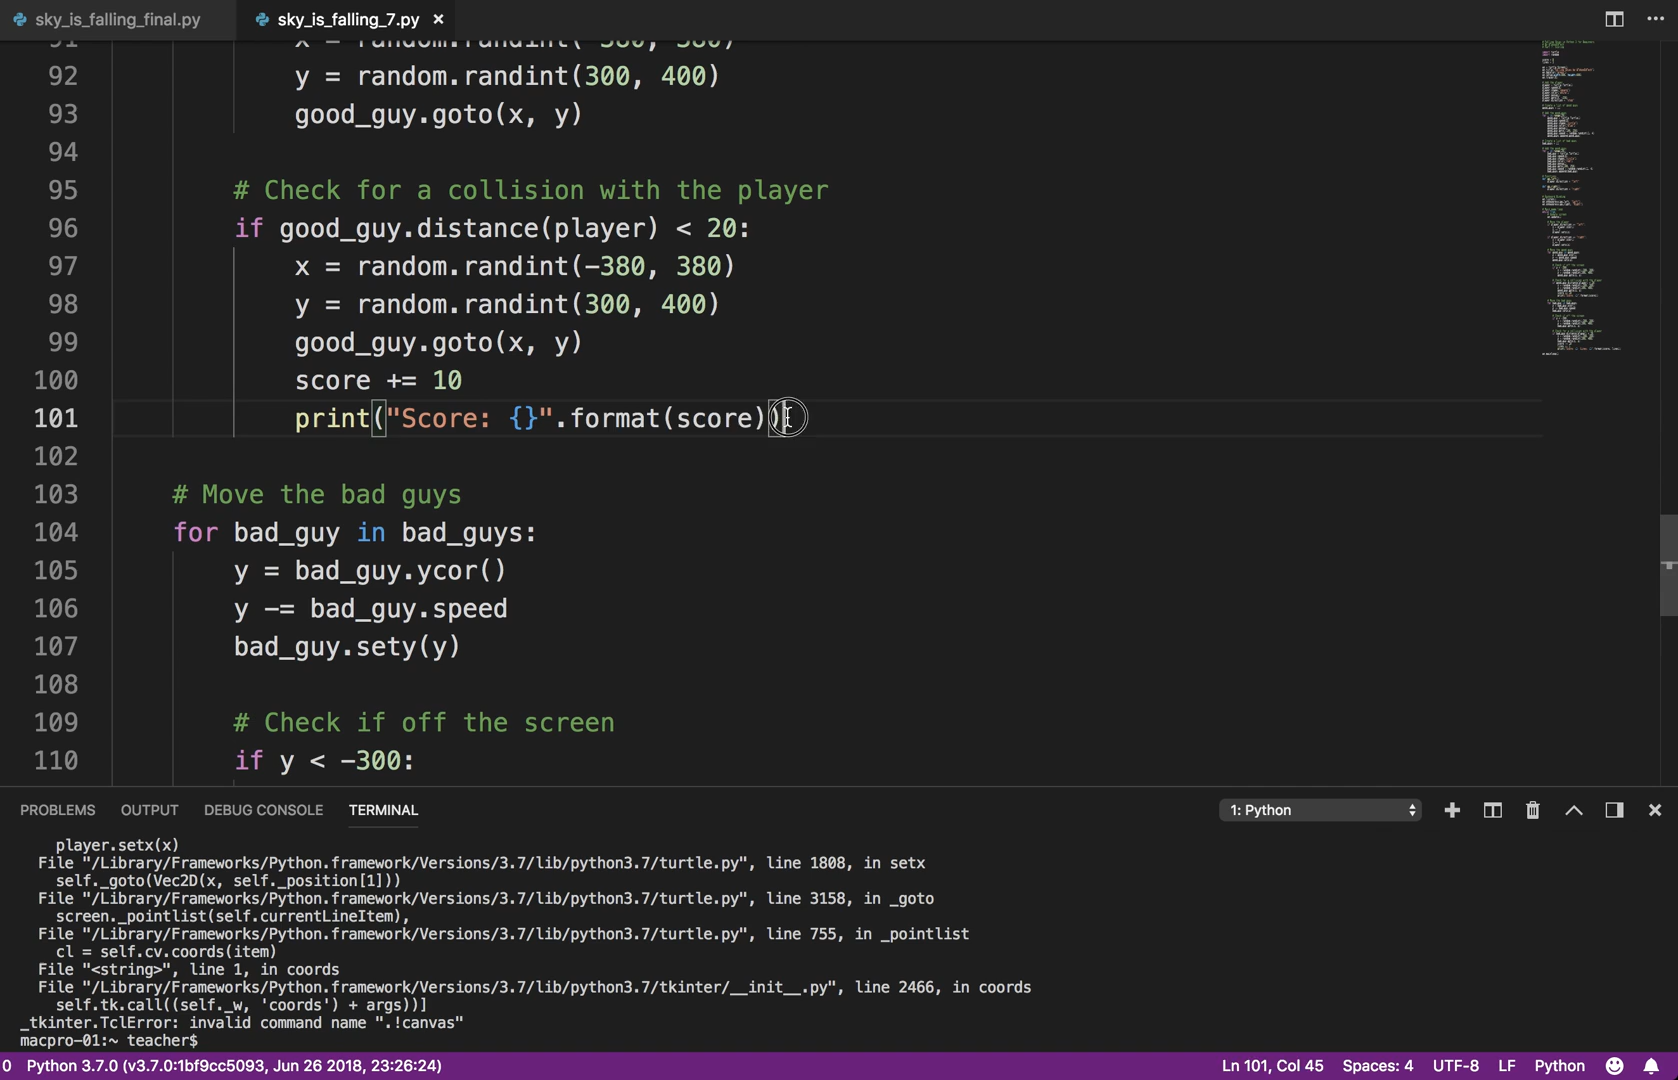 sky_is_falling_final.py sky_is_falling_7.py
92 y = random.randint(300, 400)
93 good_guy.goto(x, y)
94
95 # Check for a collision with the player
96 if good_guy.distance(player) < 20:
97 x = random.randint(-380, 380)
98 y = random.randint(300, 400)
99 good_guy.goto(x, y)
100 score += 10
101 print("Score: {}".format(score))
102
103 # Move the bad guys
104 for bad_guy in bad_guys:
105 y = bad_guy.ycor()
106 y -= bad_guy.speed
107 bad_guy.sety(y)
108
109 # Check if off the screen
110 if y < -300:
PROBLEMS OUTPUT DEBUG CONSOLE TERMINAL 1: Python
player.setx(x)
File "/Library/Frameworks/Python.framework/Versions/3.7/lib/python3.7/turtle.py", line 1808, in setx
self._goto(Vec2D(x, self._position[1]))
File "/Library/Frameworks/Python.framework/Versions/3.7/lib/python3.7/turtle.py", line 3158, in _goto
screen._pointlist(self.currentLineItem),
File "/Library/Frameworks/Python.framework/Versions/3.7/lib/python3.7/turtle.py", line 755, in _pointlist
cl = self.cv.coords(item)
File "<string>", line 1, in coords
File "/Library/Frameworks/Python.framework/Versions/3.7/lib/python3.7/tkinter/__init__.py", line 2466, in coords
self.tk.call((self._w, 'coords') + args))]
_tkinter.TclError: invalid command name ".!canvas"
macpro-01:~ teacher$
0 Python 3.7.0 (v3.7.0:1bf9cc5093, Jun 26 2018, 23:26:24) Ln 101, Col 45 Spaces: 4 UTF-8 LF Python